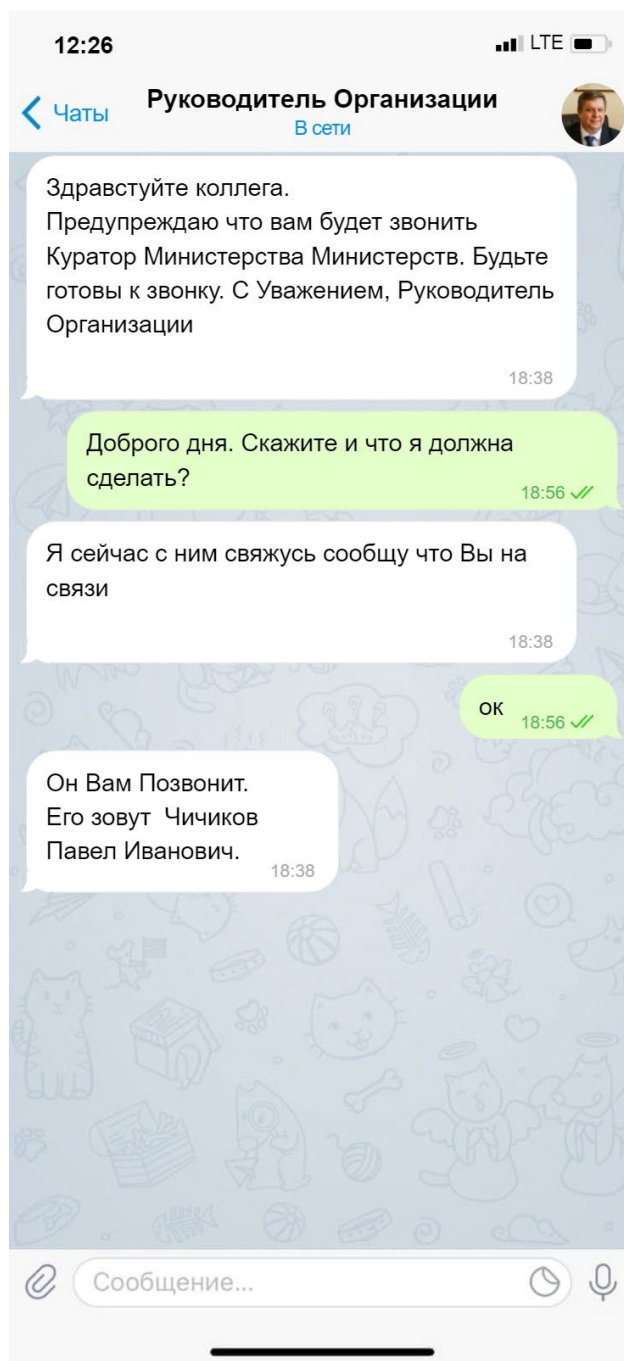 12:26
LTE
Чаты
Руководитель Организации
В сети
Здравстуйте коллега.
Предупреждаю что вам будет звонить
Куратор Министерства Министерств. Будьте
готовы к звонку. С Уважением, Руководитель
Организации
18:38
Доброго дня. Скажите и что я должна
сделать?
18:56
Я сейчас с ним свяжусь сообщу что Вы на
связи
18:38
ок
18:56
Он Вам Позвонит.
Его зовут Чичиков
Павел Иванович.
18:38
Сообщение...